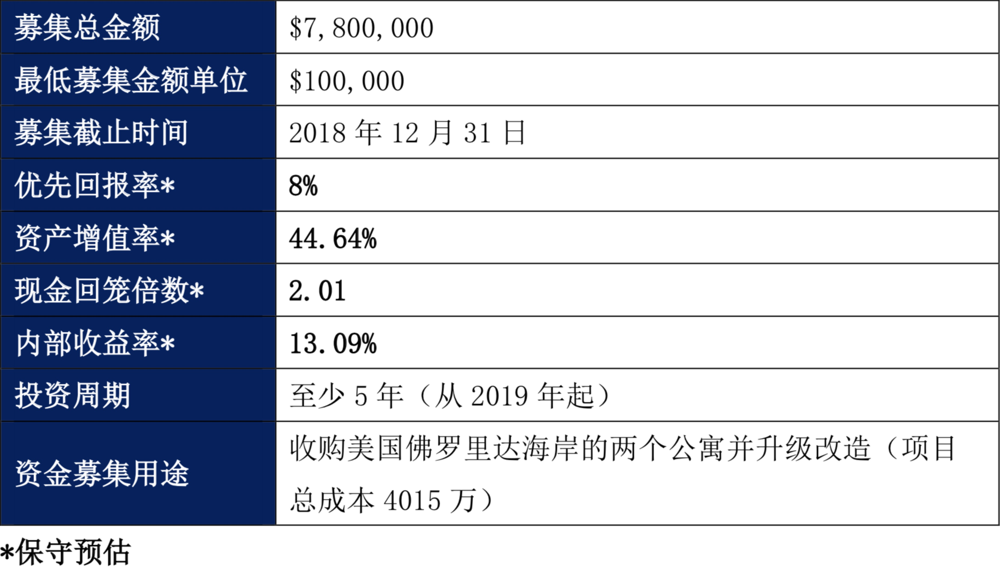 募集总金额 $7,800,000
最低募集金额单位 $100,000
募集截止时间 2018 年 12 月 31 日
优先回报率* 8%
资产增值率* 44.64%
现金回笼倍数* 2.01
内部收益率* 13.09%
投资周期 至少 5 年（从 2019 年起）
资金募集用途 收购美国佛罗里达海岸的两个公寓并升级改造（项目
总成本 4015 万）
*保守预估